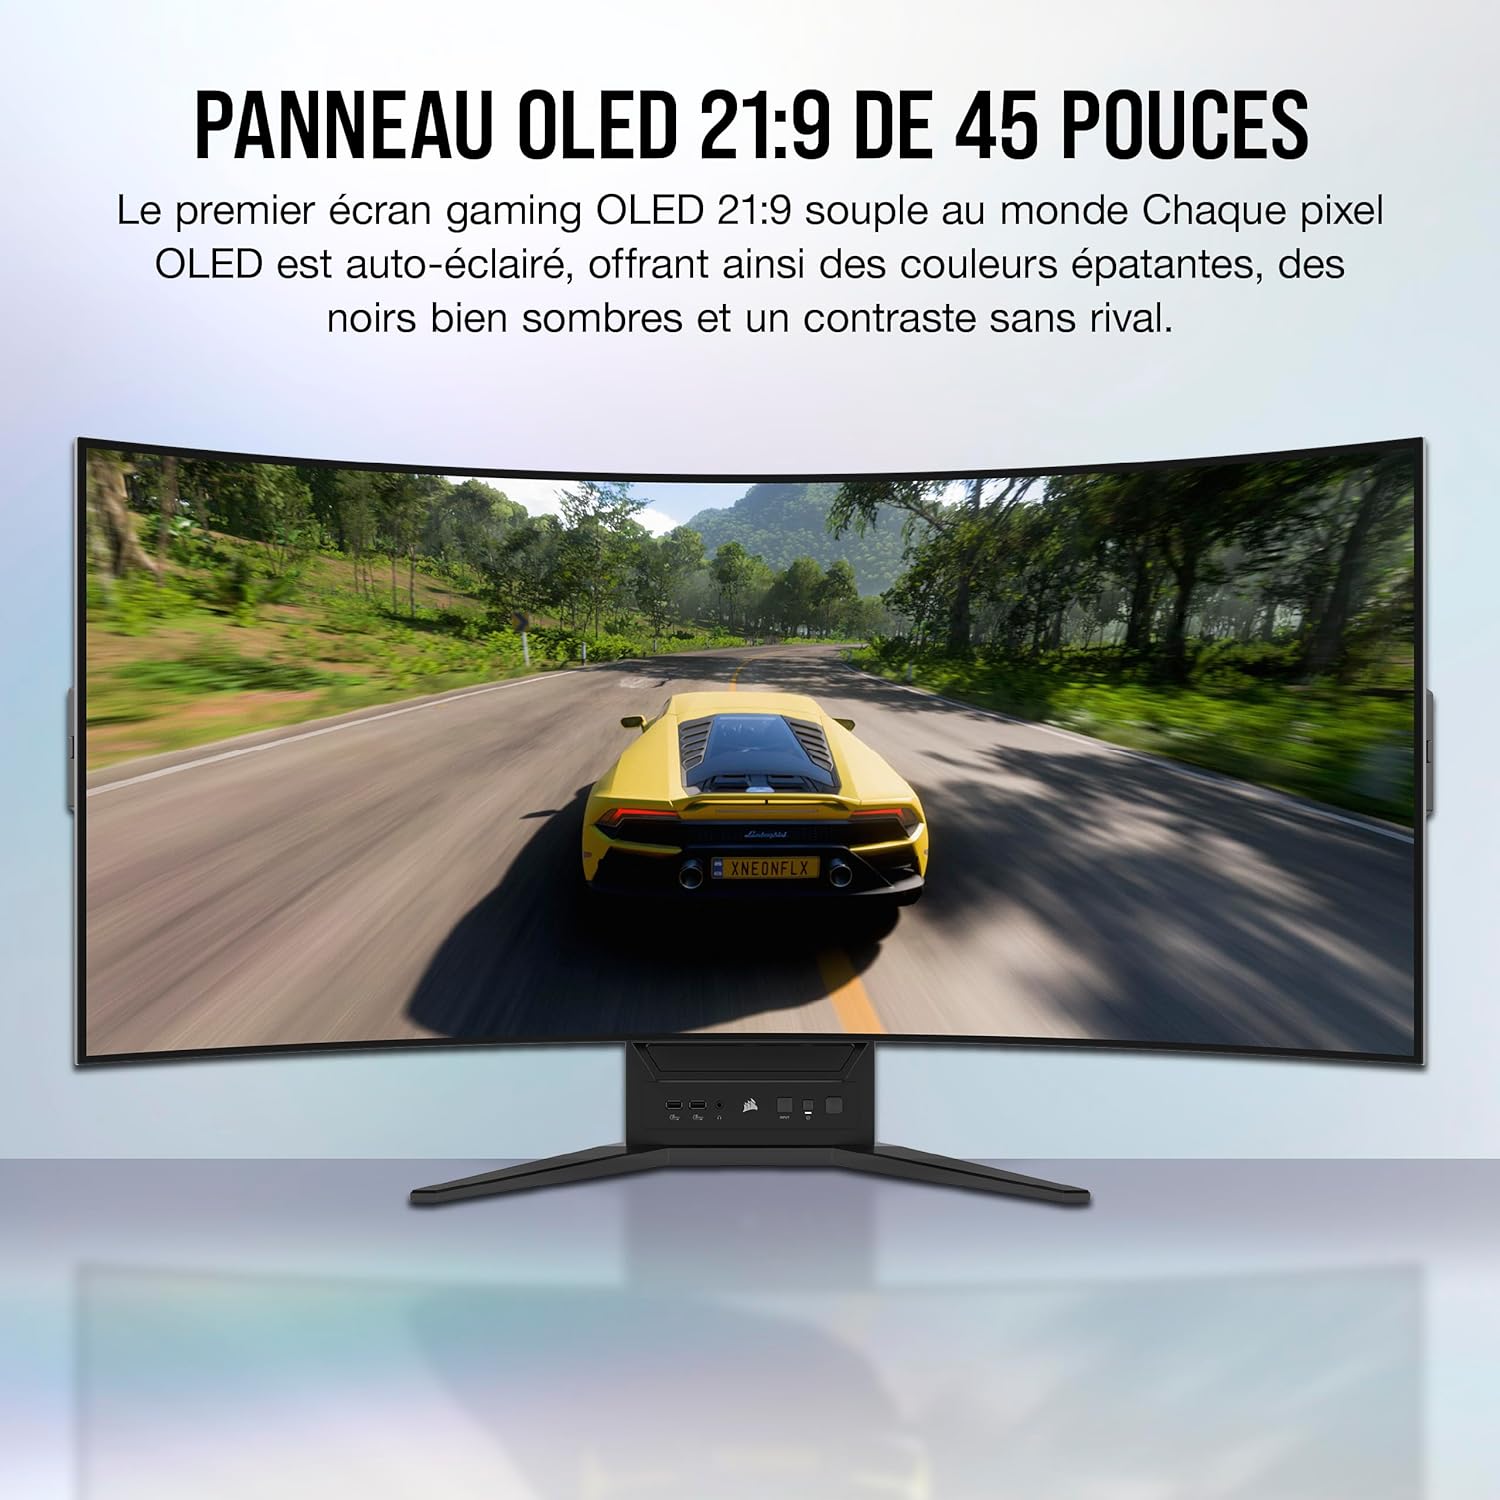 PANNEAU OLED 21:9 DE 45 POUCES
Le premier écran gaming OLED 21:9 souple au monde Chaque pixel
OLED est auto-éclairé, offrant ainsi des couleurs épatantes, des
noirs bien sombres et un contraste sans rival.
Lamborghini
XNEONFLX
INPUT